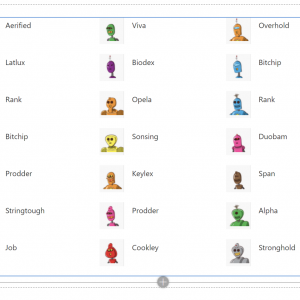 Aerified Viva Overhold
Latlux Biodex Bitchip
Rank Opela Rank
Bitchip Sonsing Duobam
Prodder Keylex Span
Stringtough Prodder Alpha
Job Cookley Stronghold